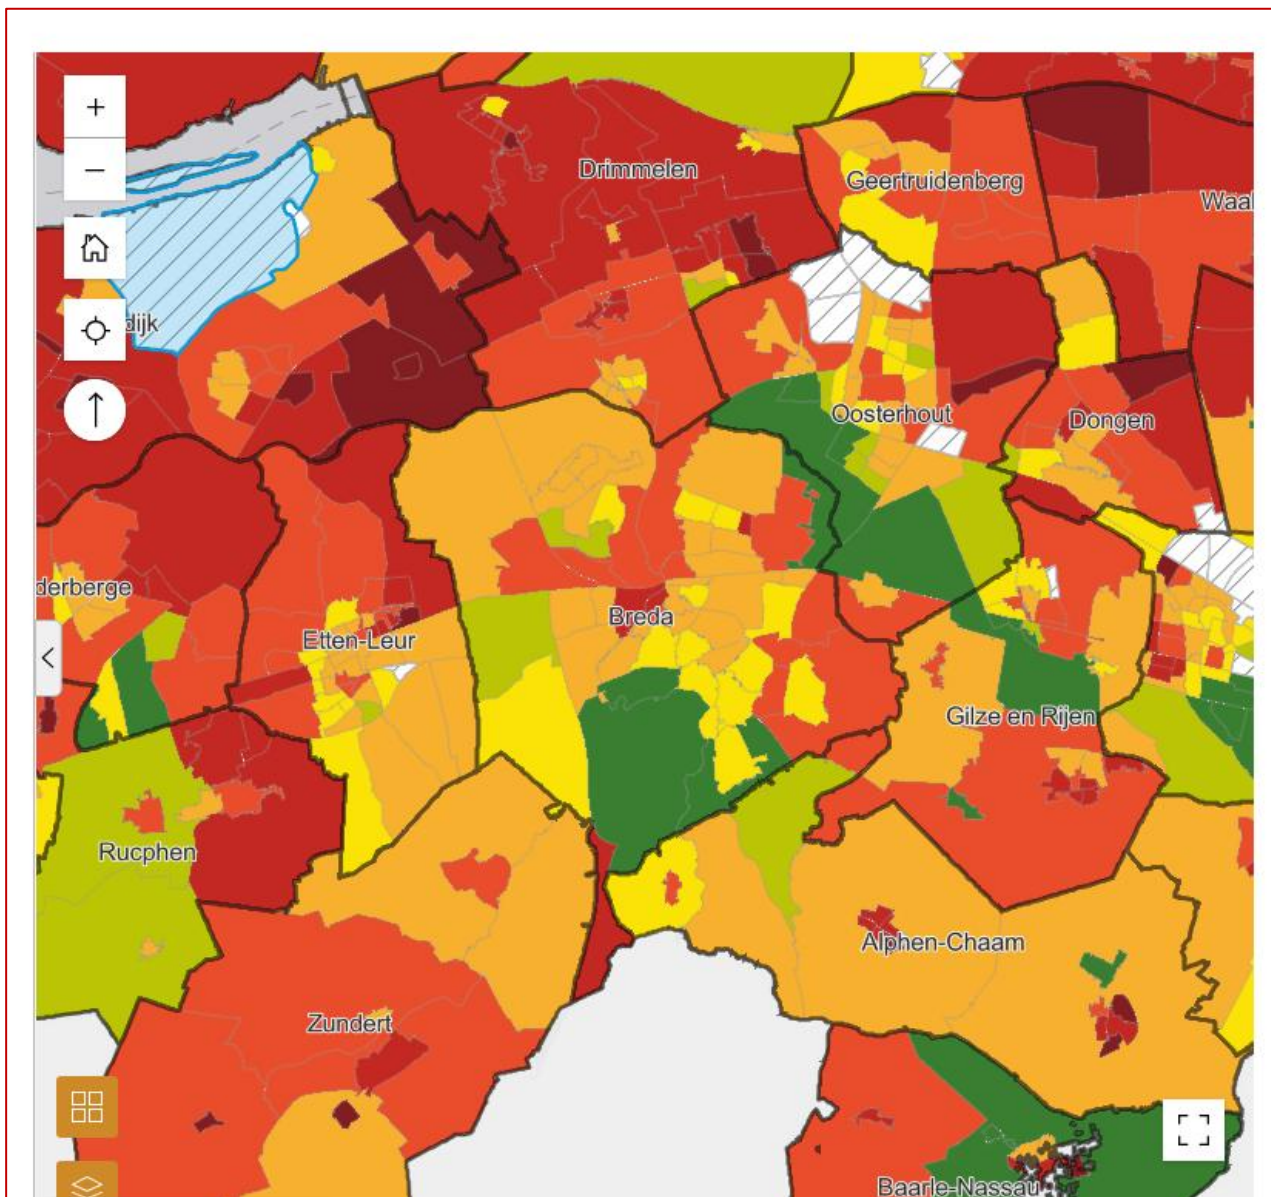 Drimmelen
Geertruidenberg
Waal
dijk
Oosterhout
Dongen
derberge
Breda
Etten-Leur
Gilze en Rijen
Rucphen
Alphen-Chaam
Zundert
Baarle-Nassau